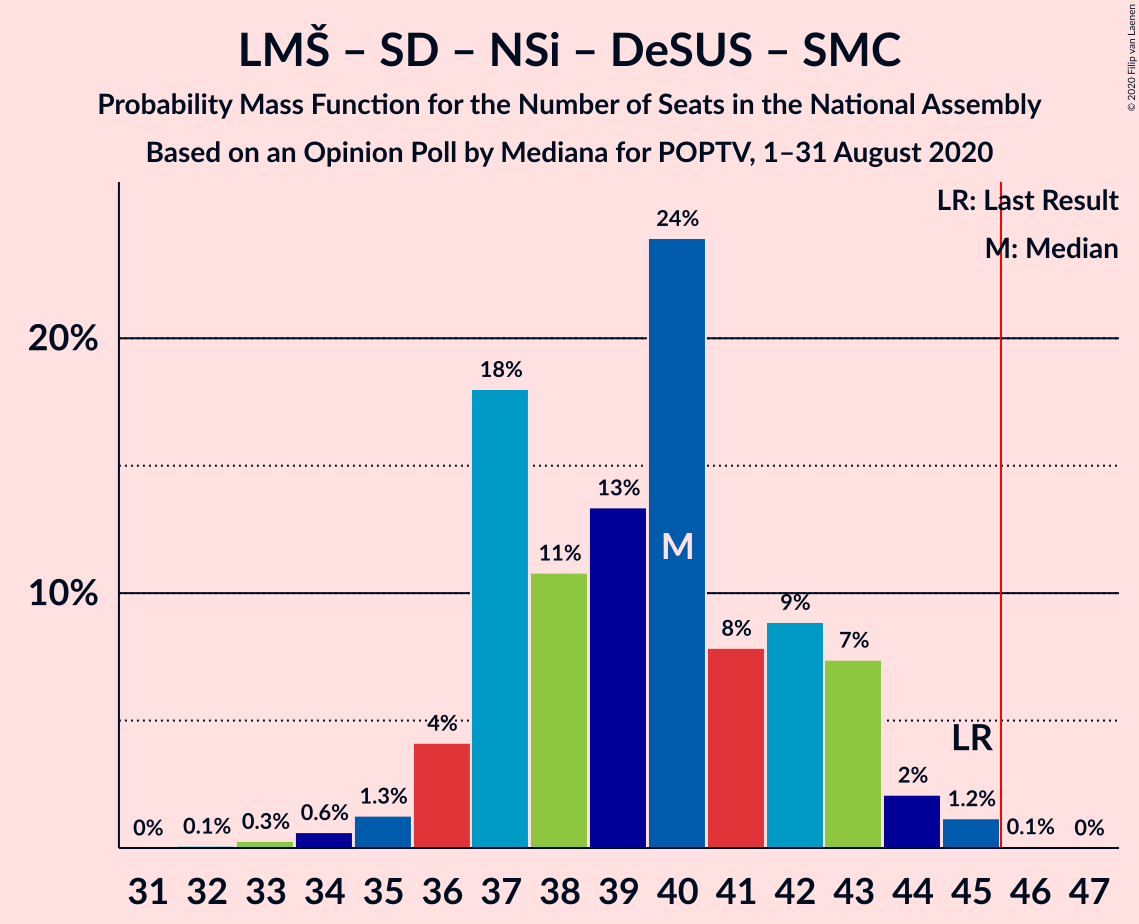 LMŠ – SD – NSi – DeSUS – SMC
Probability Mass Function for the Number of Seats in the National Assembly
Based on an Opinion Poll by Mediana for POPTV, 1–31 August 2020
© 2020 Filip van Laenen
LR: Last Result
M: Median
24%
20%
18%
13%
11%
M
10%
9%
8%
7%
4%
LR
2%
1.3%
1.2%
0% 0.1% 0.3% 0.6% 0.1% 0%
31 32 33 34 35 36 37 38 39 40 41 42 43 44 45 46 47